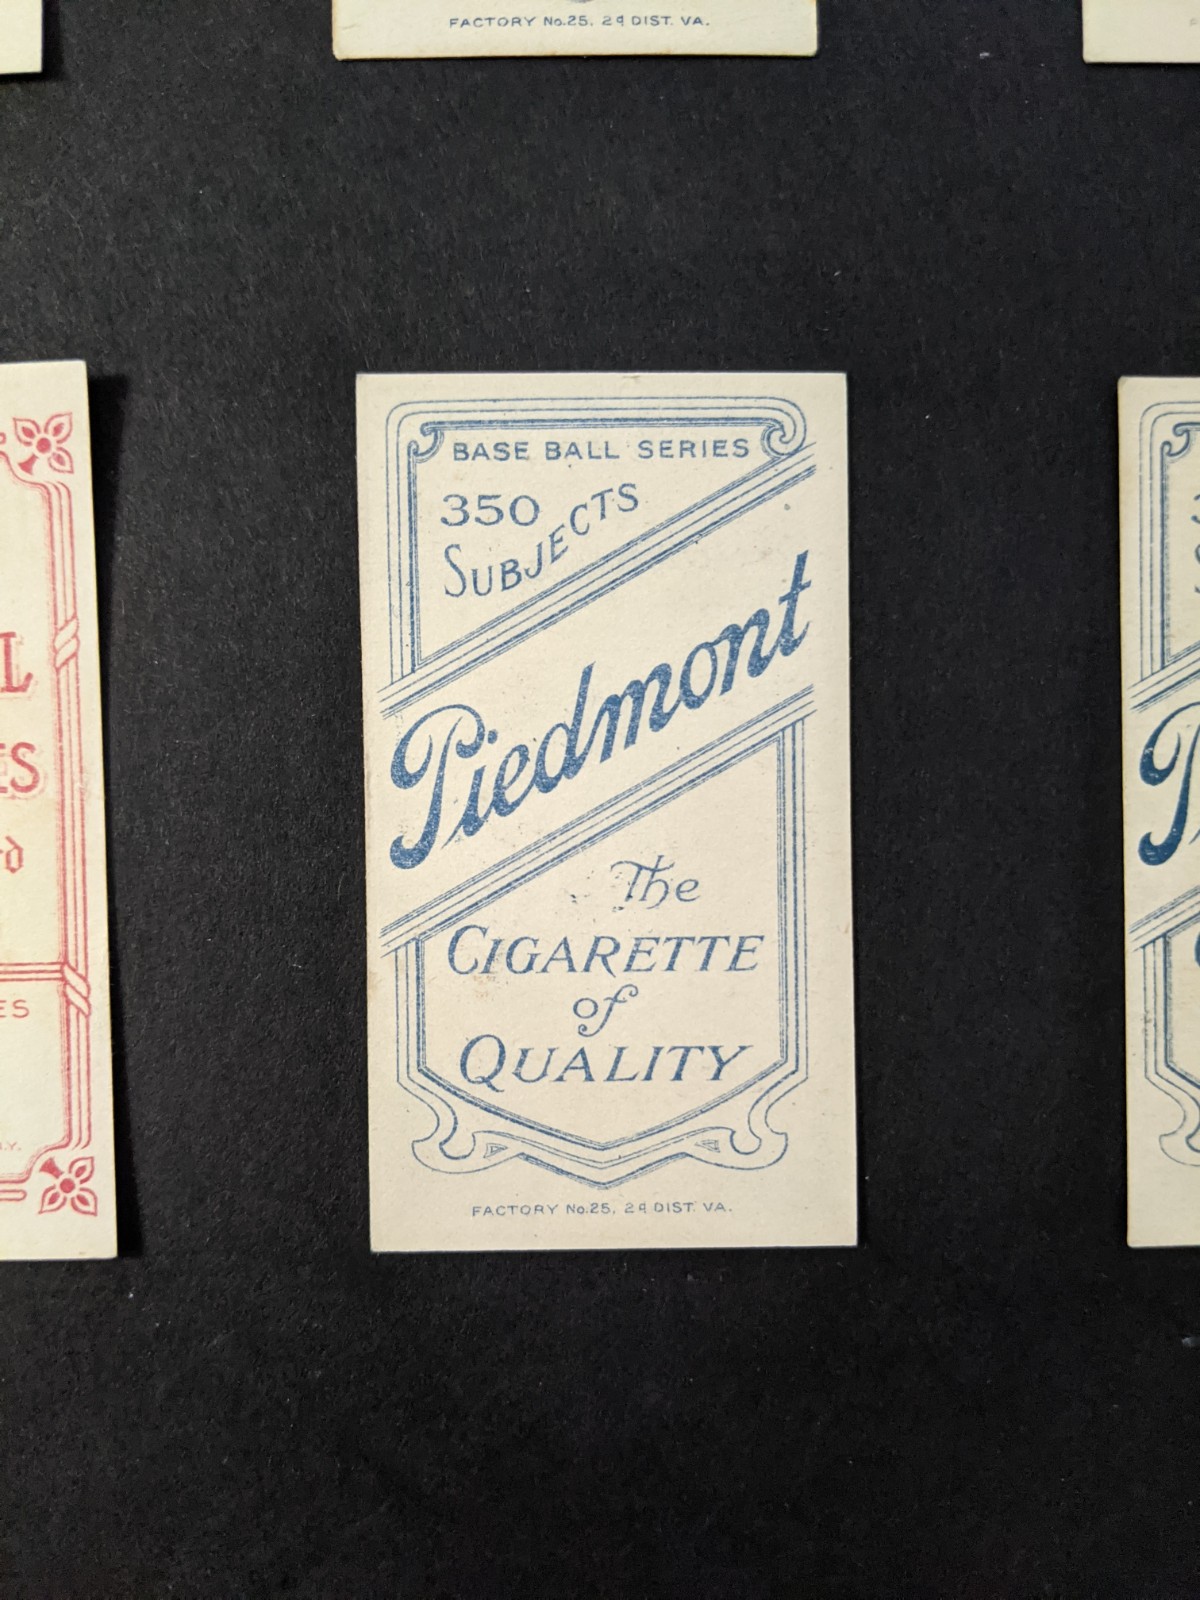 FACTORY No.25, 2d DIST. VA.
BASE BALL SERIES
350
SUBJECTS
Piedmont
The
CIGARETTE
of
QUALITY
FACTORY No.25, 2d DIST. VA.